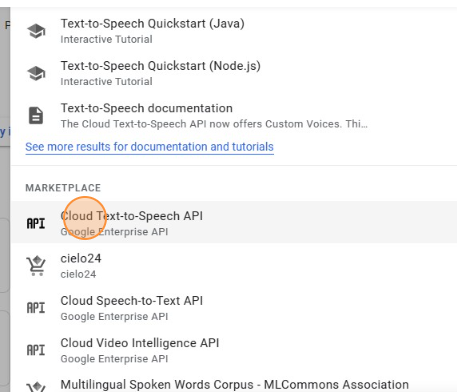 Text-to-Speech Quickstart (Java)
Interactive Tutorial
Text-to-Speech Quickstart (Node.js)
Interactive Tutorial
Text-to-Speech documentation
The Cloud Text-to-Speech API now offers Custom Voices. Thi...
See more results for documentation and tutorials
MARKETPLACE
API Cloud Text-to-Speech API
Google Enterprise API
cielo24
cielo24
API Cloud Speech-to-Text API
Google Enterprise API
API Cloud Video Intelligence API
Google Enterprise API
Multilingual Spoken Words Corpus - MLCommons Association